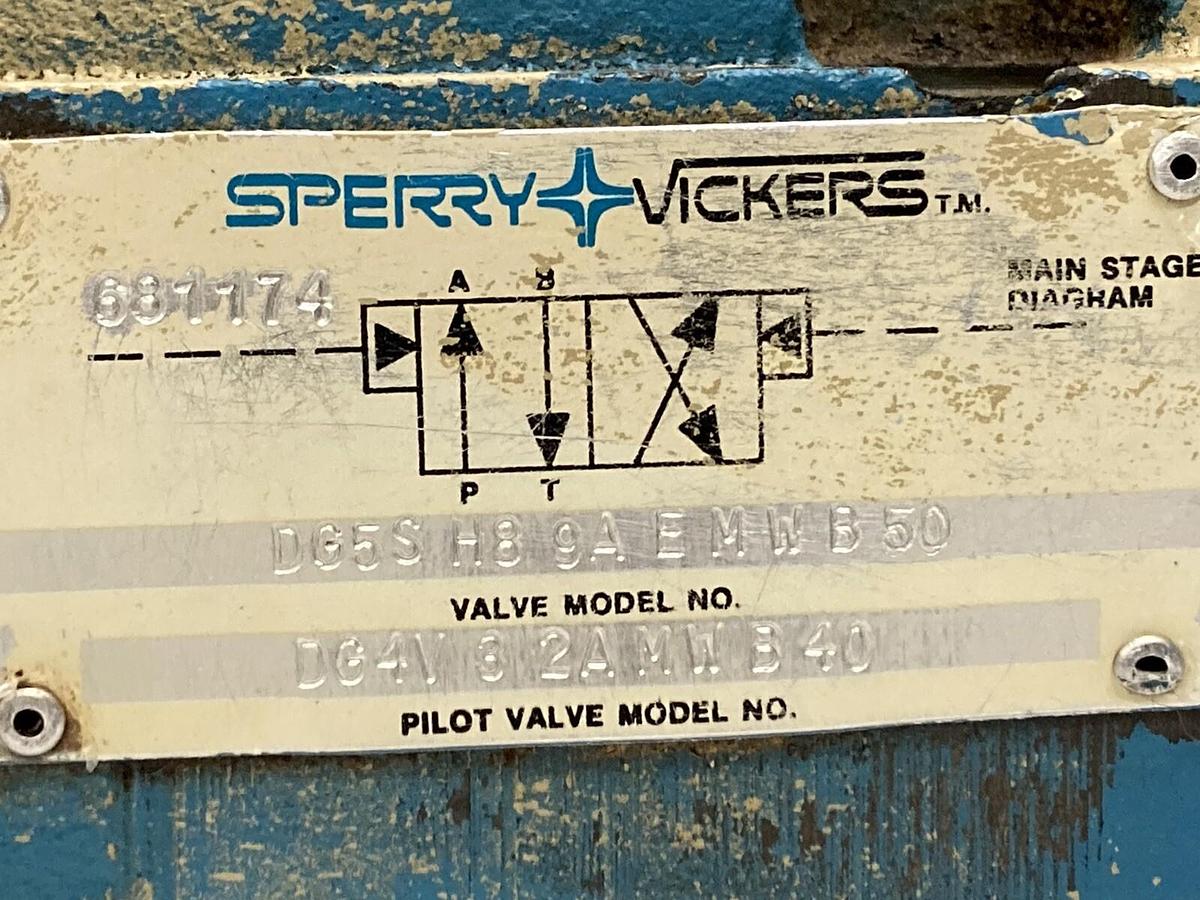 SPERRY VICKERS T.M.
681174
A B
MAIN STAGE
DIAGRAM
P T
DG5S H8 9A E M W B 50
VALVE MODEL NO.
DG4V 3 2A M W B 40
PILOT VALVE MODEL NO.